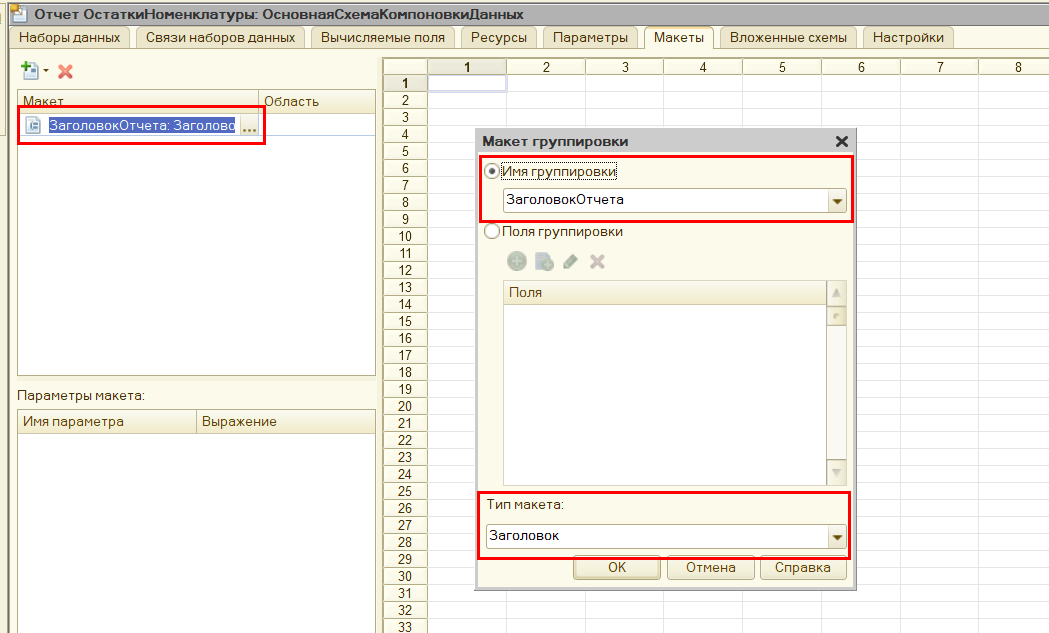 Отчет ОстаткиНоменклатуры: ОсновнаяСхемаКомпоновкиДанных
Наборы данных Связи наборов данных Вычисляемые поля Ресурсы Параметры Макеты Вложенные схемы Настройки
Макет Область
ЗаголовокОтчета: Заголово ...
Параметры макета:
Имя параметра Выражение
1 2 3 4 5 6 7 8
1
2
3
4
5
6
7
8
9
10
11
12
13
14
15
16
17
18
19
20
21
22
23
24
25
26
27
28
29
30
31
32
33
Макет группировки
Имя группировки
ЗаголовокОтчета
Поля группировки
Поля
Тип макета:
Заголовок
OK Отмена Справка